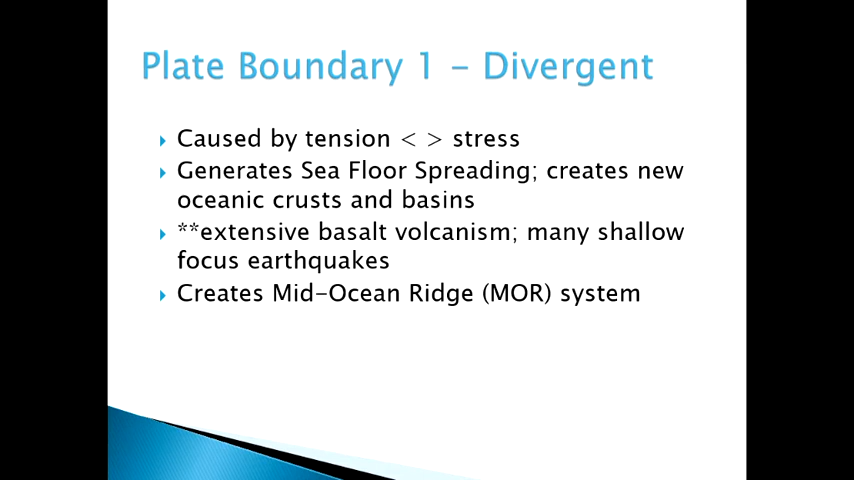 Plate Boundary 1 - Divergent
Caused by tension < > stress
Generates Sea Floor Spreading; creates new
oceanic crusts and basins
**extensive basalt volcanism; many shallow
focus earthquakes
Creates Mid-Ocean Ridge (MOR) system